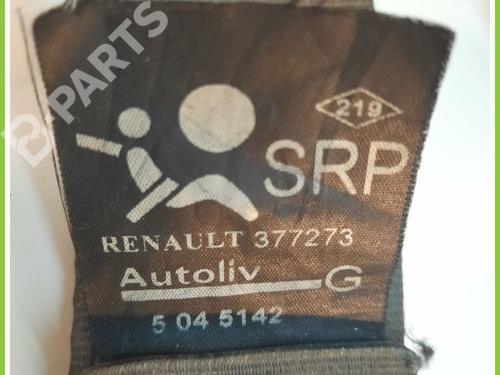 B-PARTS
219
SRP
RENAULT 377273
Autoliv G
5 04 5142